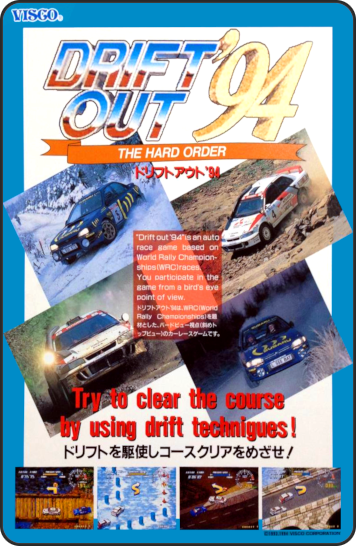 VISCO®
DRIFT
OUT '94
THE HARD ORDER
ドリフトアウト'94
"Drift out '94" is an auto
race game based on
World Rally Champion-
ships(WRC)races.
You participate in the
game from a bird's eye
point of view.
ドリフトアウト'94は、WRC(World
Rally Championships)を題
材とした、バードビュー視点(斜めト
ップビュー)のカーレースゲームです。
Try to clear the course
by using drift technigues!
ドリフトを駆使しコースクリアをめざせ!